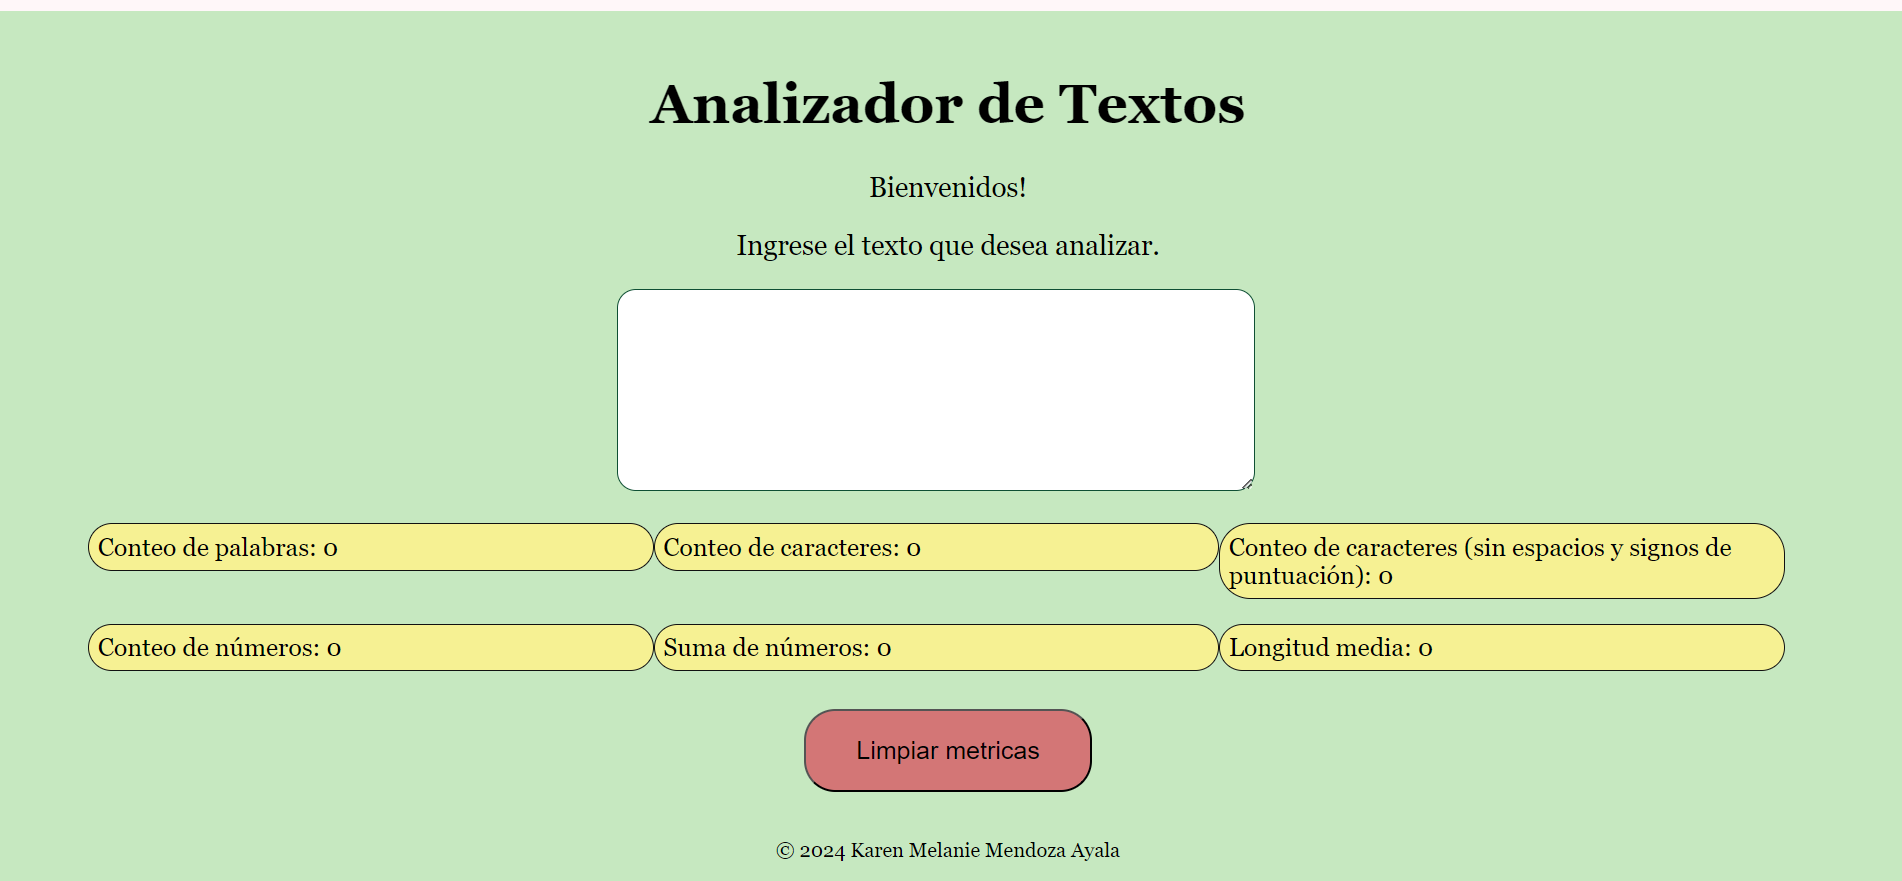 Analizador de Textos
Bienvenidos!
Ingrese el texto que desea analizar.
Conteo de palabras: 0
Conteo de caracteres: 0
Conteo de caracteres (sin espacios y signos de
puntuación): 0
Conteo de números: 0
Suma de números: 0
Longitud media: 0
Limpiar metricas
© 2024 Karen Melanie Mendoza Ayala